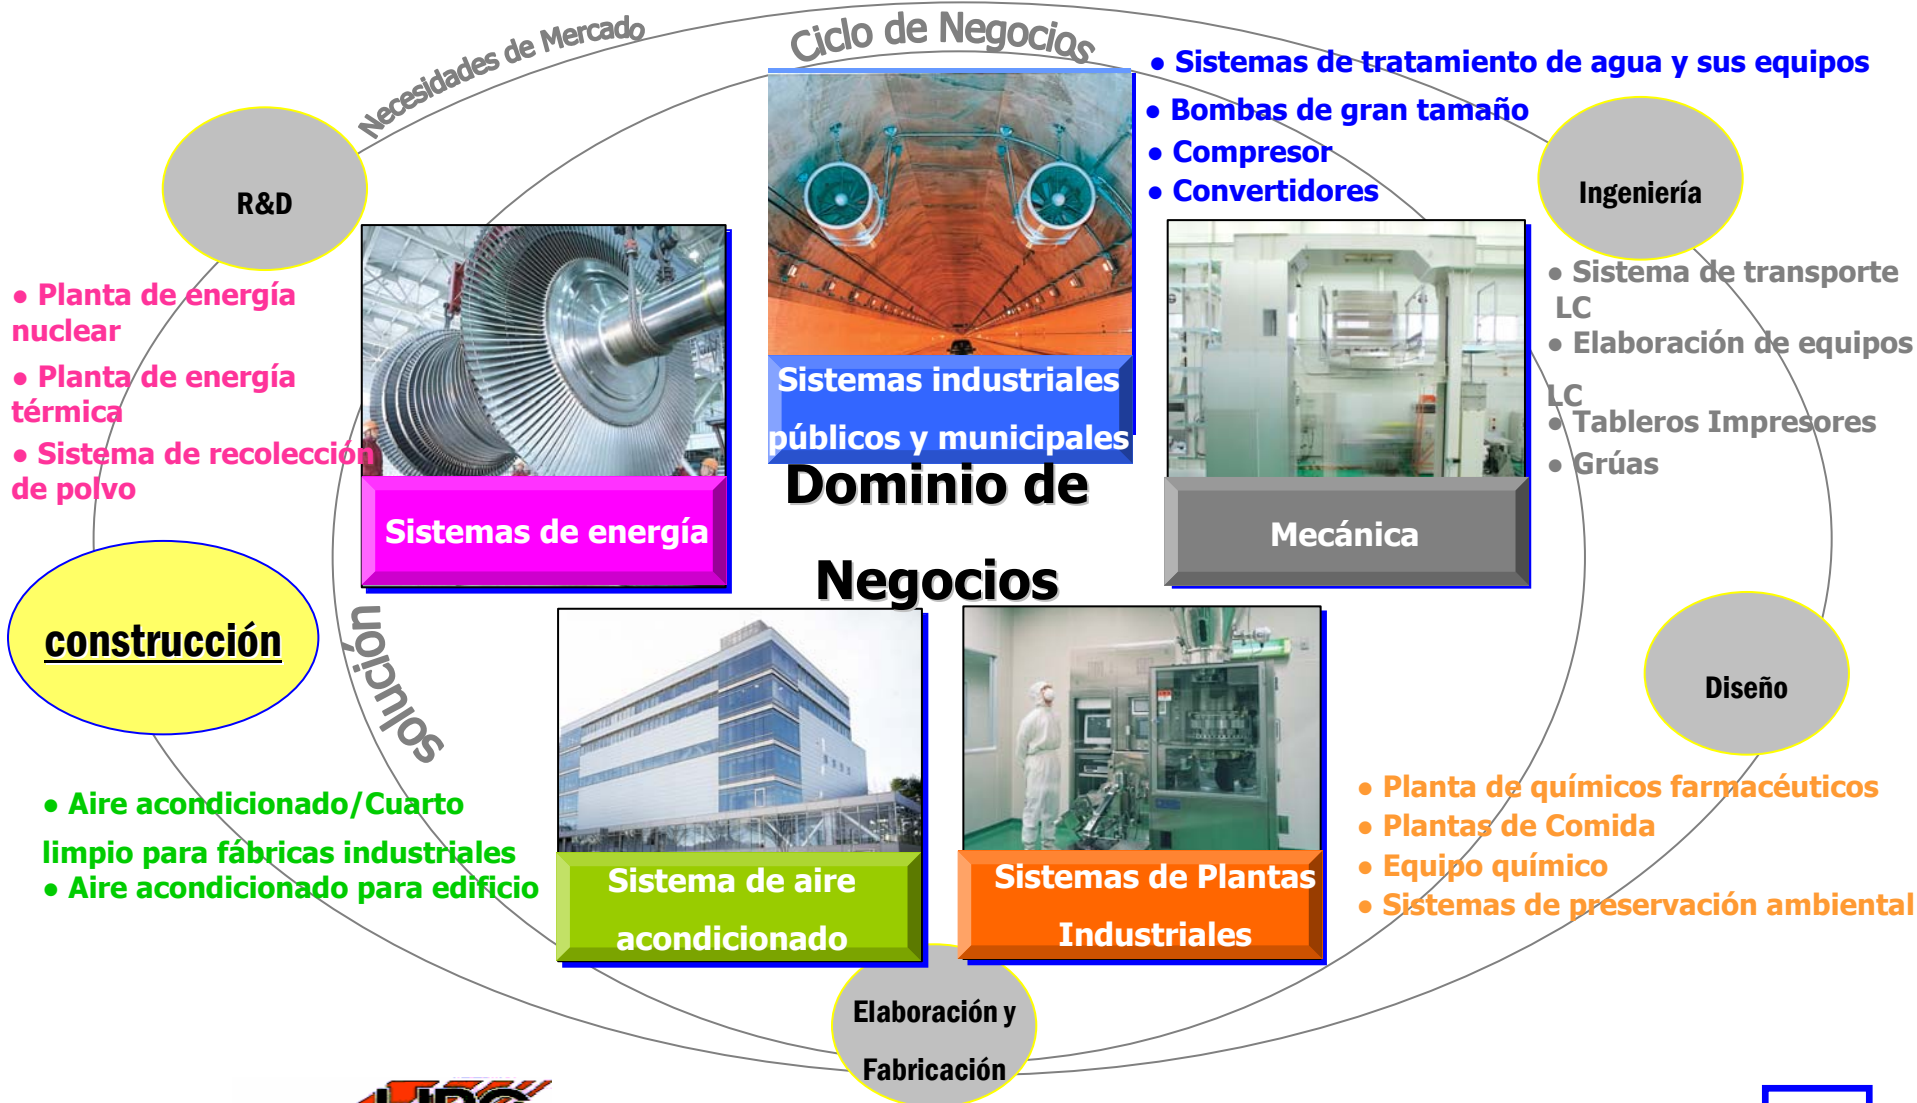 Necesidades de Mercado
Ciclo de Negocios
● Sistemas de tratamiento de agua y sus equipos
● Bombas de gran tamaño
● Compresor
● Convertidores
R&D
Ingeniería
● Planta de energía
nuclear
● Planta de energía
térmica
● Sistema de recolección
de polvo
● Sistema de transporte
LC
● Elaboración de equipos
LC
● Tableros Impresores
● Grúas
Sistemas industriales
públicos y municipales
Sistemas de energía
Mecánica
Dominio de
Negocios
construcción
solución
Diseño
● Aire acondicionado/Cuarto
limpio para fábricas industriales
● Aire acondicionado para edificio
Sistema de aire
acondicionado
Sistemas de Plantas
Industriales
● Planta de químicos farmacéuticos
● Plantas de Comida
● Equipo químico
● Sistemas de preservación ambiental
Elaboración y
Fabricación